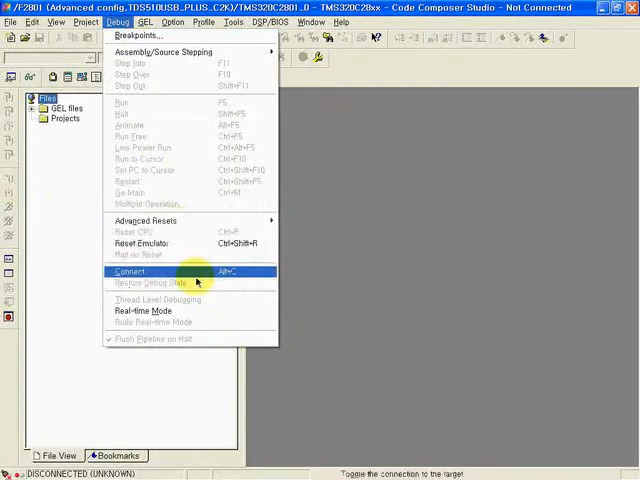 /F2801 (Advanced config,TDS510USB_PLUS_C2K)/TMS320C2801_0 - TMS320C28xx - Code Composer Studio - Not Connected
File Edit View Project Debug GEL Option Profile Tools DSP/BIOS Window Help
Breakpoints...
Assembly/Source Stepping
Step Into F11
Step Over F10
Step Out Shift+F11
Run F5
Halt Shift+F5
Animate Alt+F5
Run Free Ctrl+F5
Low Power Run Ctrl+Alt+F5
Run to Cursor Ctrl+F10
Set PC to Cursor Ctrl+Shift+F10
Restart Ctrl+Shift+F5
Go Main Ctrl+M
Multiple Operation...
Advanced Resets
Reset CPU Ctrl+R
Reset Emulator Ctrl+Shift+R
Halt on Reset
Connect Alt+C
Restore Debug State
Thread Level Debugging
Real-time Mode
Rude Real-time Mode
Flush Pipeline on Halt
Files
GEL files
Projects
File View Bookmarks
DISCONNECTED (UNKNOWN) Toggle the connection to the target